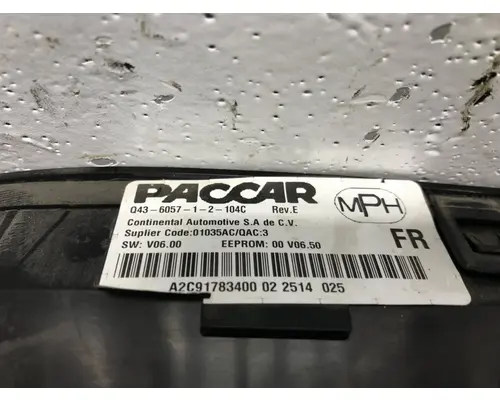 PACCAR
MPH
Q43-6057-1-2-104C Rev.E
Continental Automotive S.A de C.V.
Suplier Code:01035AC/QAC:3
FR
SW: V06.00 EEPROM: 00 V06.50
A2C91783400 02 2514 025